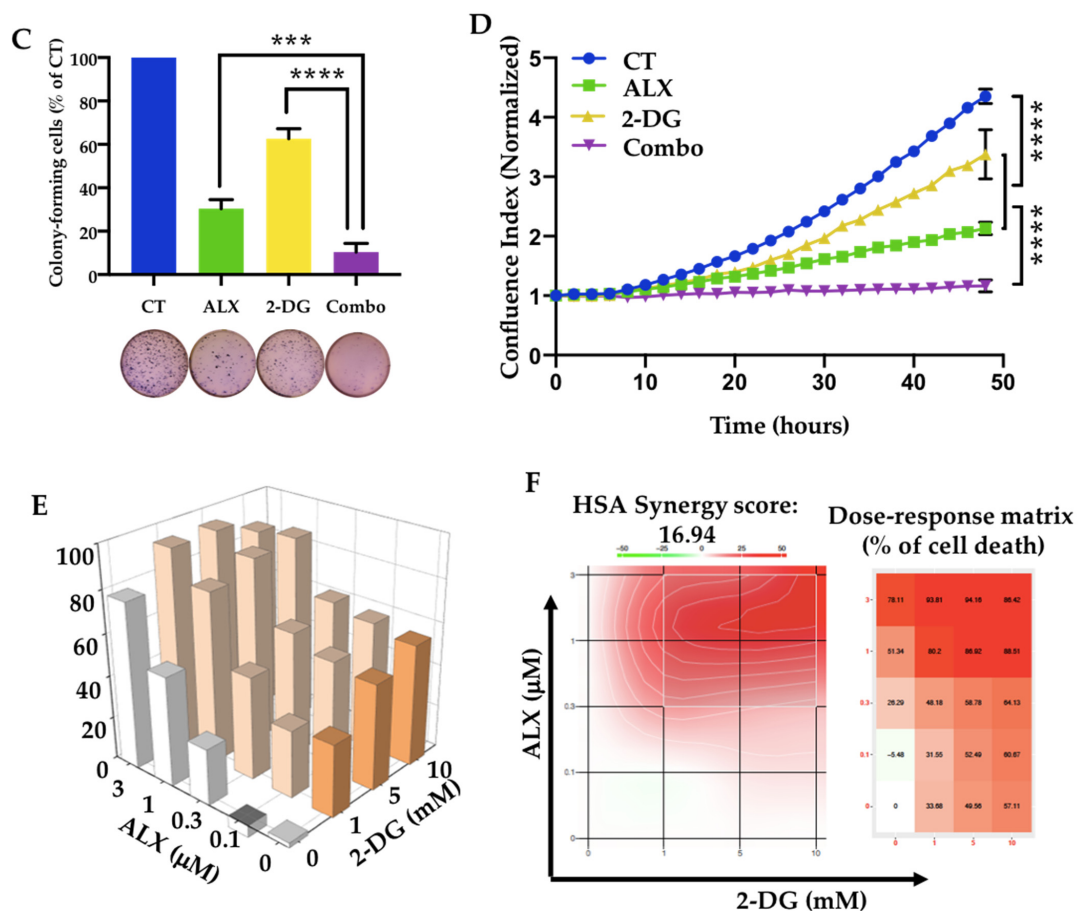 C
Colony-forming cells (% of CT)
100
80
60
40
20
0
***
****
CT ALX 2-DG Combo
D
Confluence Index (Normalized)
5
4
3
2
1
0
CT
ALX
2-DG
Combo
****
****
0 10 20 30 40 50
Time (hours)
E
100
80
60
40
20
0
3
1
0.3
0.1
0
ALX (µM)
0
1
5
10
2-DG (mM)
F
HSA Synergy score:
16.94
-50 -25 0 25 50
3
1
0.3
0.1
0
0 1 5 10
ALX (µM)
2-DG (mM)
Dose-response matrix
(% of cell death)
3 78.11 93.81 94.16 86.42
1 51.34 80.2 86.92 88.51
0.3 26.29 48.18 58.78 64.13
0.1 -5.48 31.55 52.49 60.67
0 0 33.68 49.56 57.11
0 1 5 10